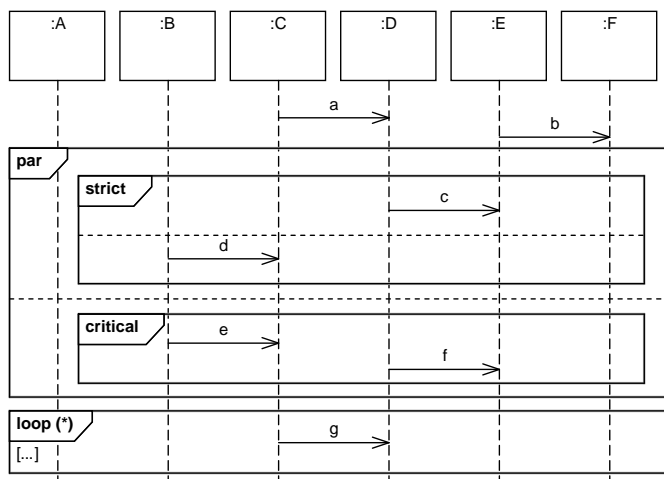 :A :B :C :D :E :F
a
b
par
strict
c
d
critical
e
f
loop (*)
g
[...]